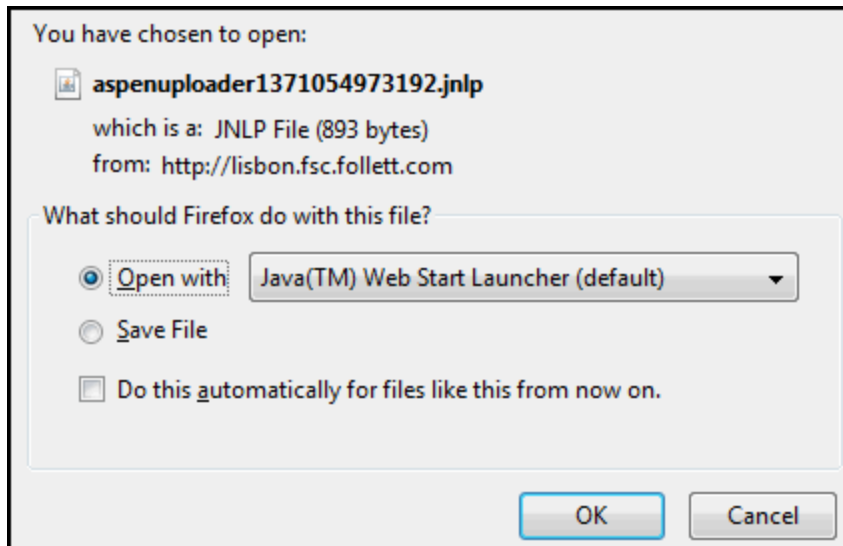 You have chosen to open:
aspenuploader1371054973192.jnlp
which is a: JNLP File (893 bytes)
from: http://lisbon.fsc.follett.com
What should Firefox do with this file?
Open with Java(TM) Web Start Launcher (default)
Save File
Do this automatically for files like this from now on.
OK Cancel